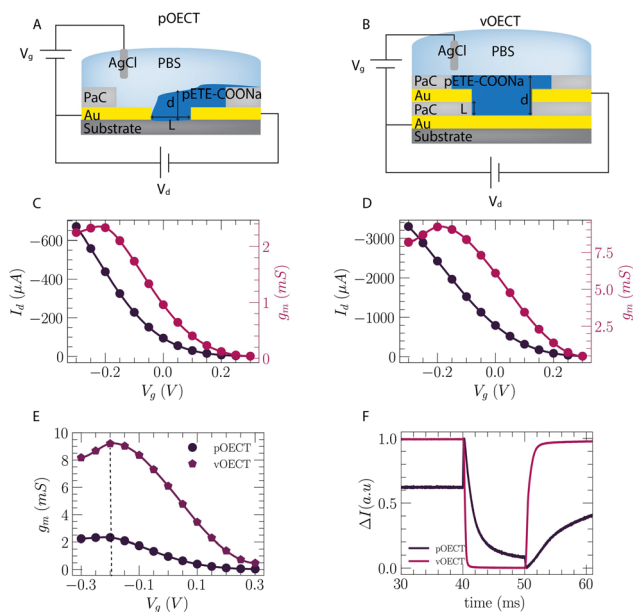 A
pOECT
V_g
AgCl
PBS
PaC
d
pETE-COONa
Au
L
Substrate
V_d
B
vOECT
V_g
AgCl
PBS
PaC
pETE-COONa
Au
PaC
L
d
Au
Substrate
V_d
C
−600
−400
−200
0
I_d (µA)
2
1
0
g_m (mS)
−0.2
0.0
0.2
V_g (V)
D
−3000
−2000
−1000
0
I_d (µA)
7.5
5.0
2.5
g_m (mS)
−0.2
0.0
0.2
V_g (V)
E
10
8
6
4
2
0
g_m (mS)
pOECT
vOECT
−0.3
−0.1
0.1
0.3
V_g (V)
F
1.0
0.5
0.0
ΔI(a.u)
pOECT
vOECT
30
40
50
60
time (ms)